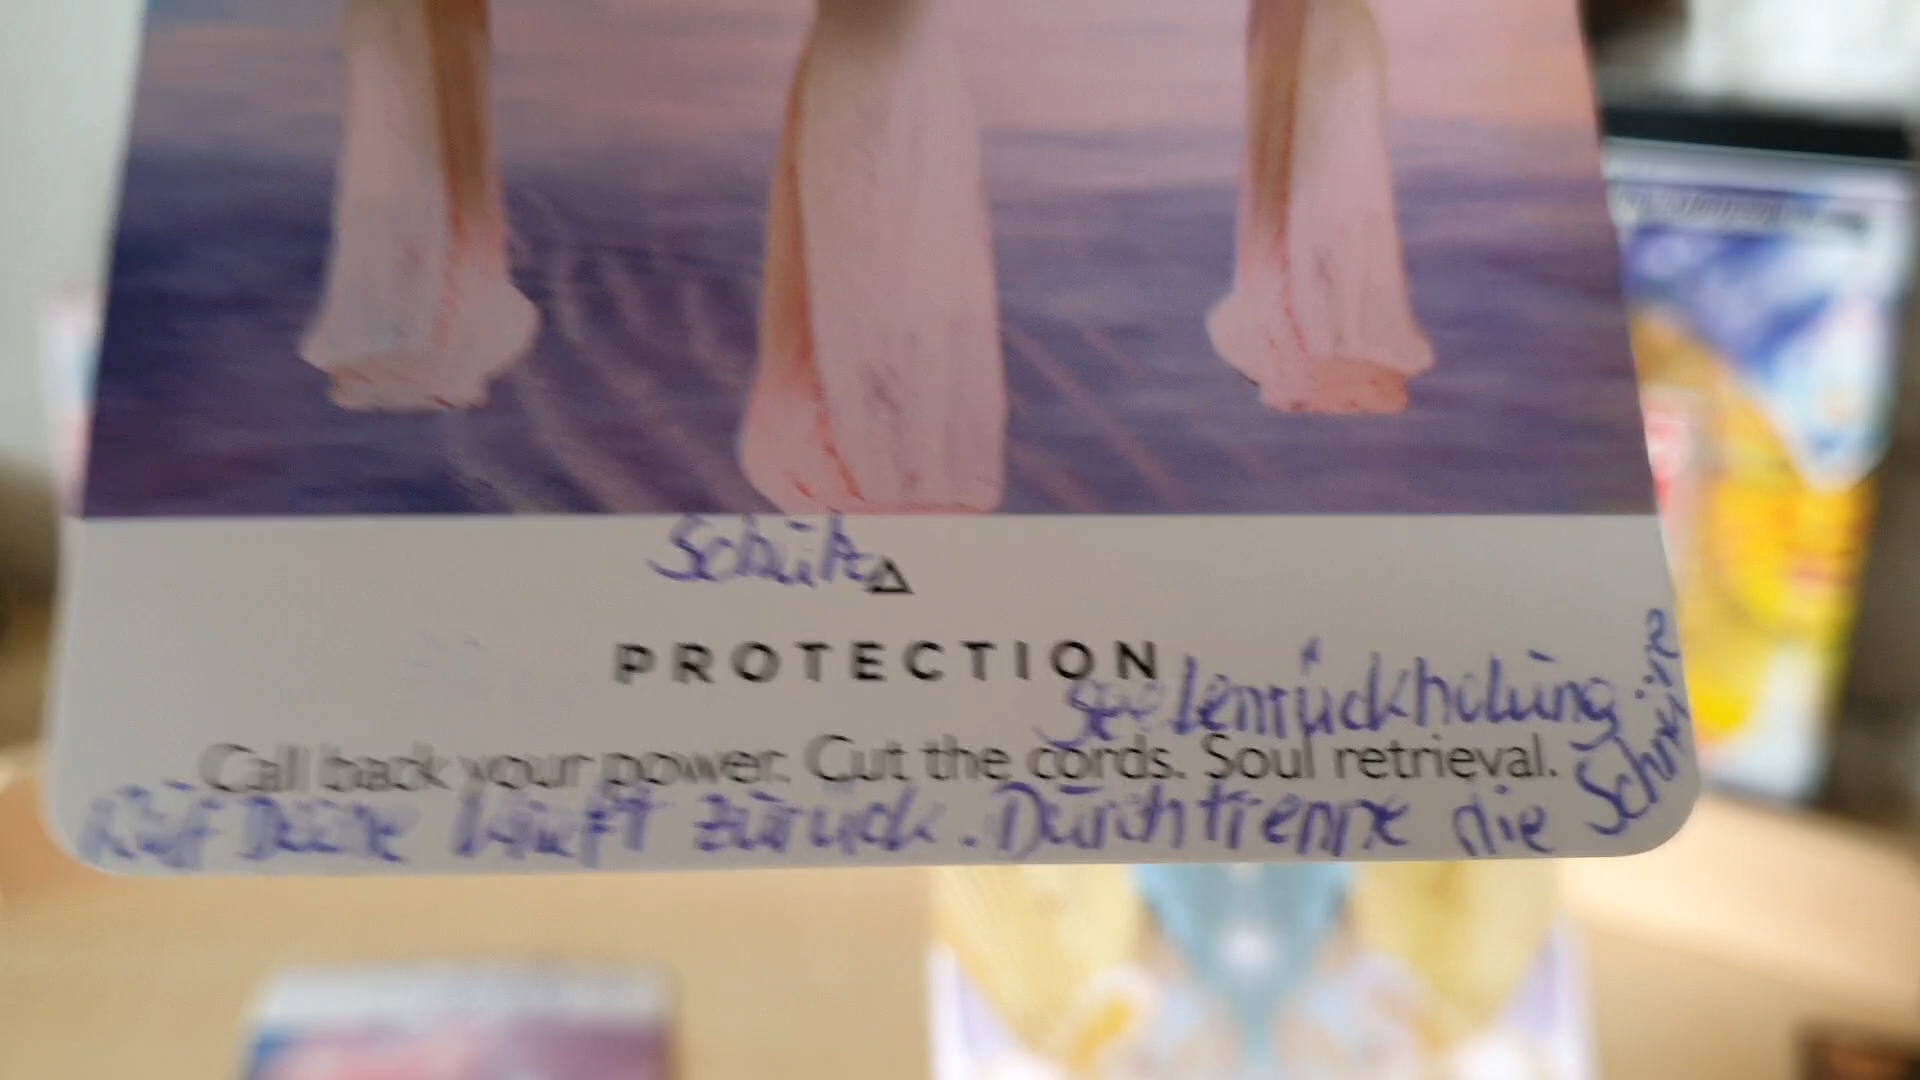 Schutz
PROTECTION
Seelenrückholung
Call back your power. Cut the cords. Soul retrieval.
Ruf Deine Kraft zurück. Durchtrenne die Schnüre